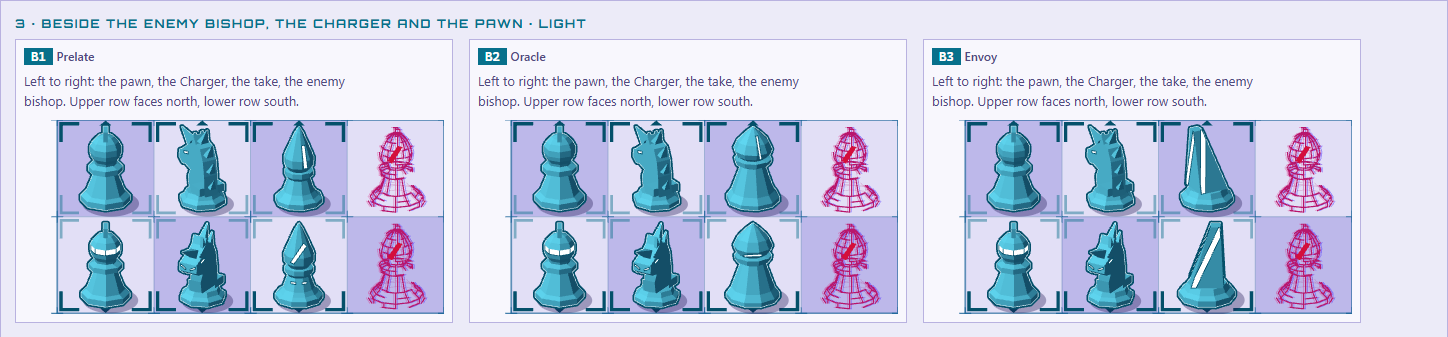 3 · BESIDE THE ENEMY BISHOP, THE CHARGER AND THE PAWN · LIGHT
B1 Prelate
Left to right: the pawn, the Charger, the take, the enemy
bishop. Upper row faces north, lower row south.
B2 Oracle
Left to right: the pawn, the Charger, the take, the enemy
bishop. Upper row faces north, lower row south.
B3 Envoy
Left to right: the pawn, the Charger, the take, the enemy
bishop. Upper row faces north, lower row south.